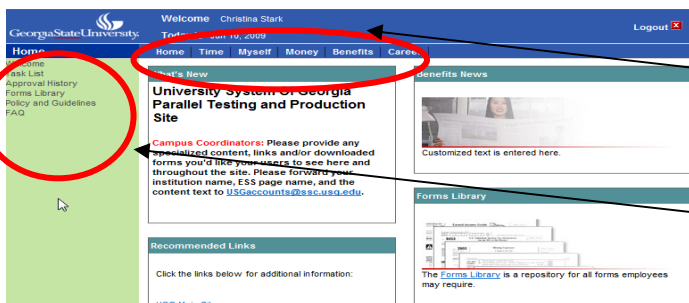 GeorgiaStateUniversity.
Welcome Christina Stark
10, 2009
Logout
Home
Home Time Myself Money Benefits Career
Welcome
Task List
Approval History
Forms Library
Policy and Guidelines
FAQ
What's New
University System Of Georgia
Parallel Testing and Production
Site
Campus Coordinators: Please provide any
specialized content, links and/or downloaded
forms you'd like your users to see here and
throughout the site. Please forward your
institution name, ESS page name, and the
content text to USGaccounts@ssc.usg.edu.
Benefits News
Customized text is entered here.
Recommended Links
Click the links below for additional information:
Forms Library
The Forms Library is a repository for all forms employees
may require.